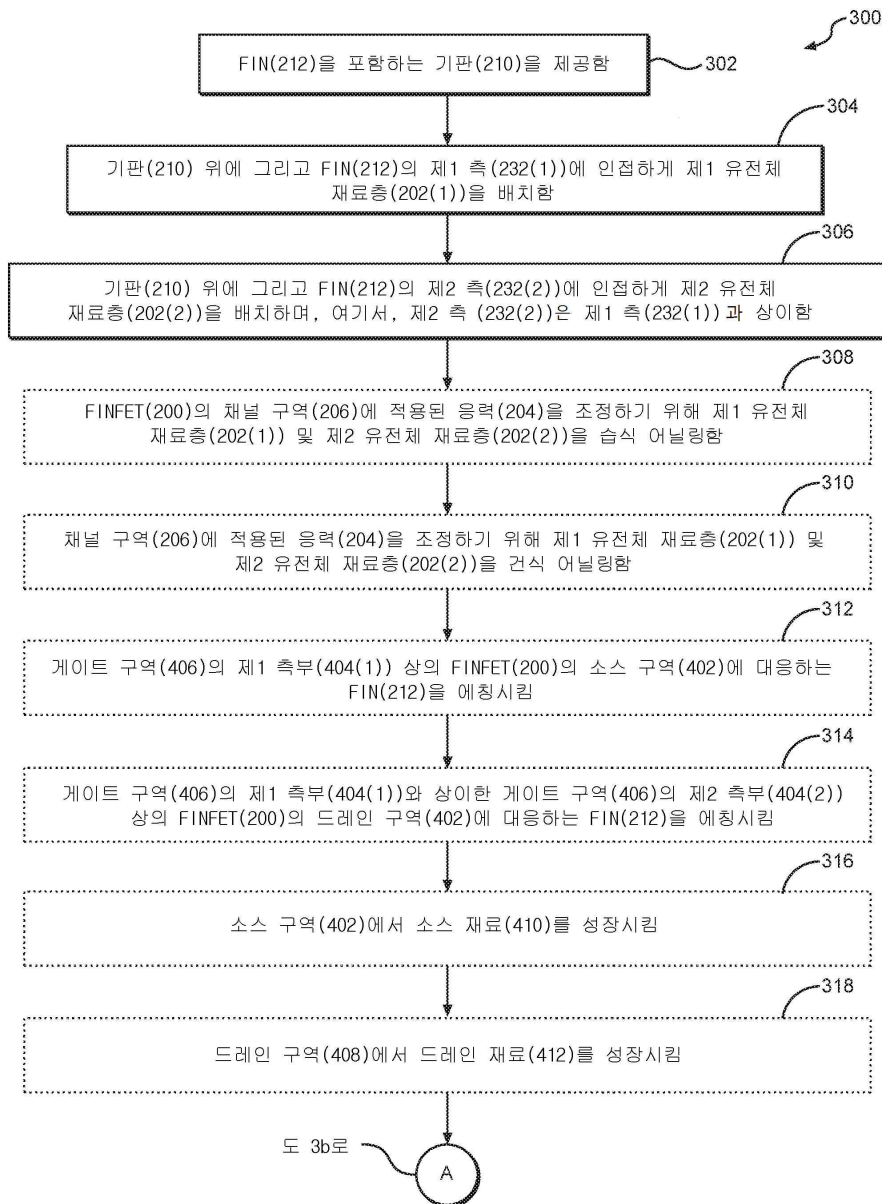 300
FIN(212)을 포함하는 기판(210)을 제공함
302
304
기판(210) 위에 그리고 FIN(212)의 제1 측(232(1))에 인접하게 제1 유전체
재료층(202(1))을 배치함
306
기판(210) 위에 그리고 FIN(212)의 제2 측(232(2))에 인접하게 제2 유전체
재료층(202(2))을 배치하며, 여기서, 제2 측 (232(2))은 제1 측(232(1))과 상이함
308
FINFET(200)의 채널 구역(206)에 적용된 응력(204)을 조정하기 위해 제1 유전체
재료층(202(1)) 및 제2 유전체 재료층(202(2))을 습식 어닐링함
310
채널 구역(206)에 적용된 응력(204)을 조정하기 위해 제1 유전체 재료층(202(1)) 및
제2 유전체 재료층(202(2))을 건식 어닐링함
312
게이트 구역(406)의 제1 측부(404(1)) 상의 FINFET(200)의 소스 구역(402)에 대응하는
FIN(212)을 에칭시킴
314
게이트 구역(406)의 제1 측부(404(1))와 상이한 게이트 구역(406)의 제2 측부(404(2))
상의 FINFET(200)의 드레인 구역(402)에 대응하는 FIN(212)을 에칭시킴
316
소스 구역(402)에서 소스 재료(410)를 성장시킴
318
드레인 구역(408)에서 드레인 재료(412)를 성장시킴
도 3b로
A